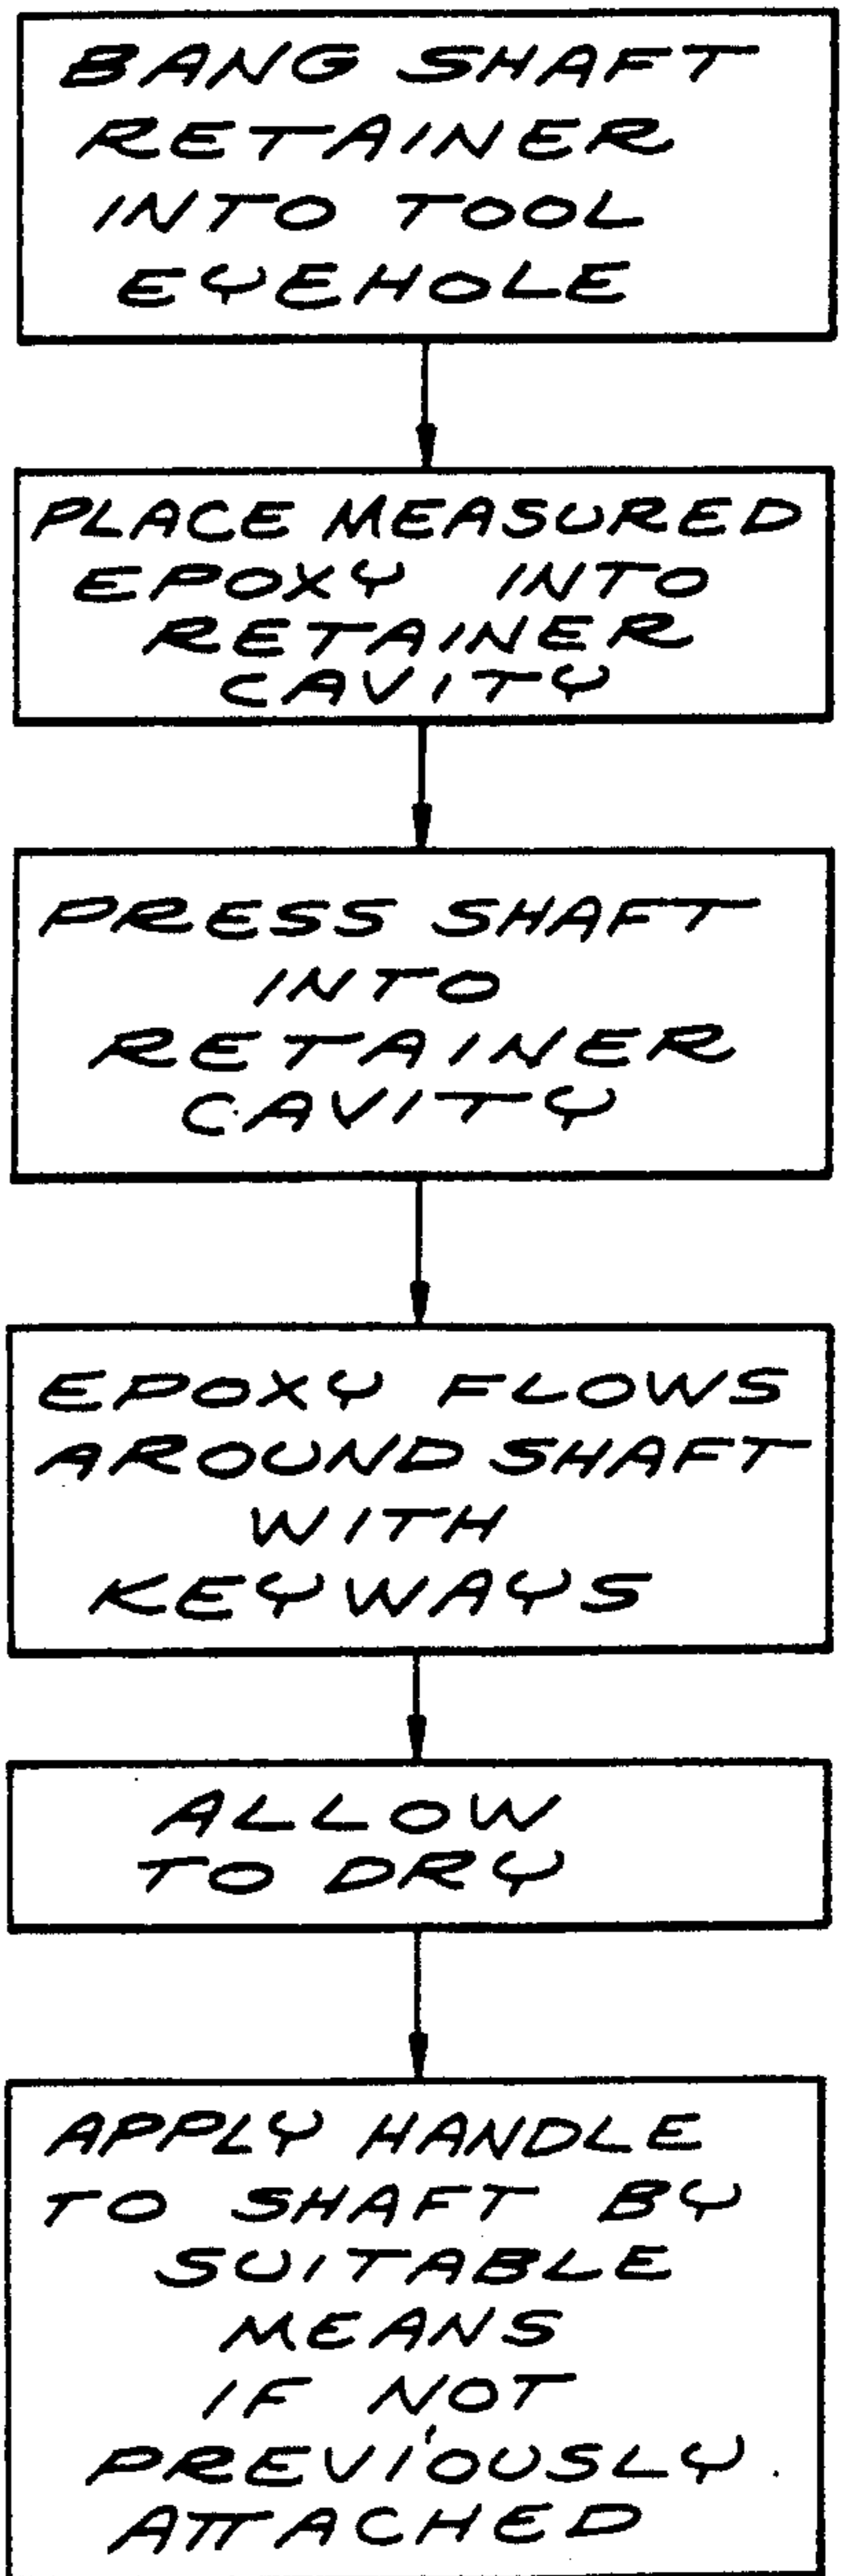 BANG SHAFT
RETAINER
INTO TOOL
EYEHOLE
PLACE MEASURED
EPOXY INTO
RETAINER
CAVITY
PRESS SHAFT
INTO
RETAINER
CAVITY
EPOXY FLOWS
AROUND SHAFT
WITH
KEYWAYS
ALLOW
TO DRY
APPLY HANDLE
TO SHAFT BY
SUITABLE
MEANS
IF NOT
PREVIOUSLY
ATTACHED